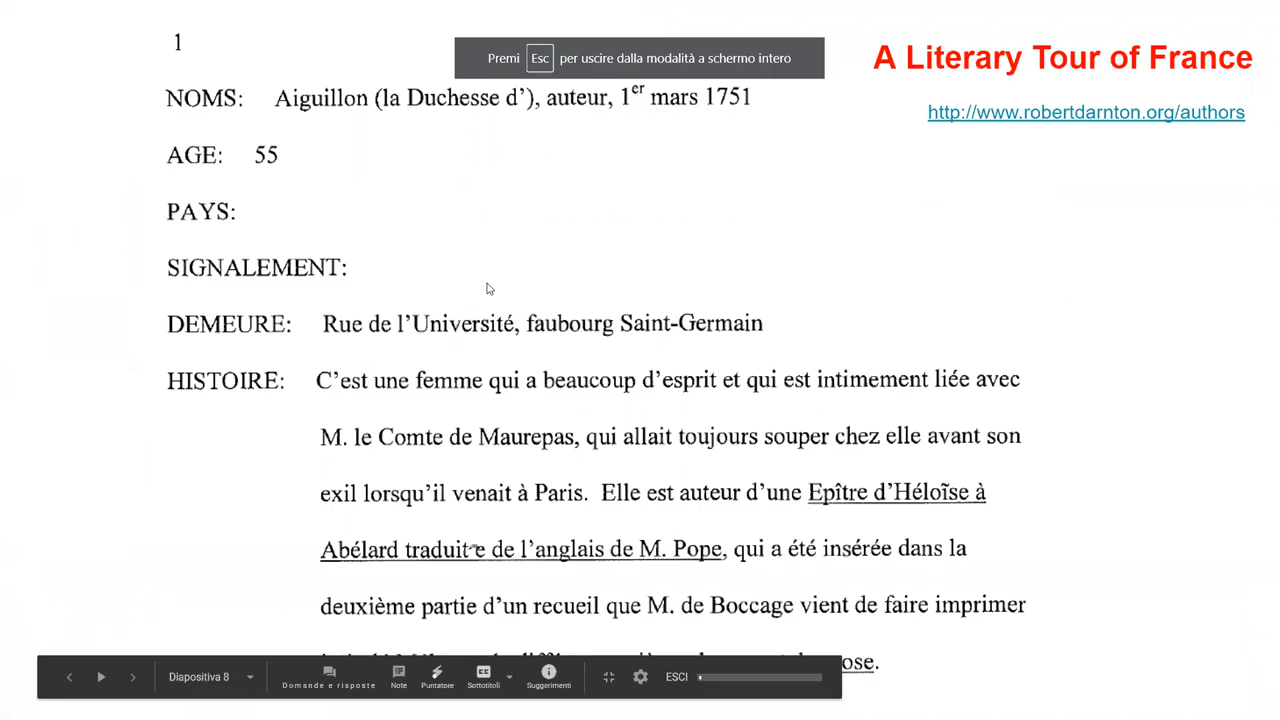 1
Premi Esc per uscire dalla modalità a schermo intero
A Literary Tour of France
http://www.robertdarnton.org/authors
NOMS: Aiguillon (la Duchesse d'), auteur, 1er mars 1751
AGE: 55
PAYS:
SIGNALEMENT:
DEMEURE: Rue de l'Université, faubourg Saint-Germain
HISTOIRE: C'est une femme qui a beaucoup d'esprit et qui est intimement liée avec
M. le Comte de Maurepas, qui allait toujours souper chez elle avant son
exil lorsqu'il venait à Paris. Elle est auteur d'une Epître d'Héloïse à
Abélard traduite de l'anglais de M. Pope, qui a été insérée dans la
deuxième partie d'un recueil que M. de Boccage vient de faire imprimer
Diapositiva 8
Domande e risposte
Note
Puntatore
Sottotitoli
Suggerimenti
ESCI